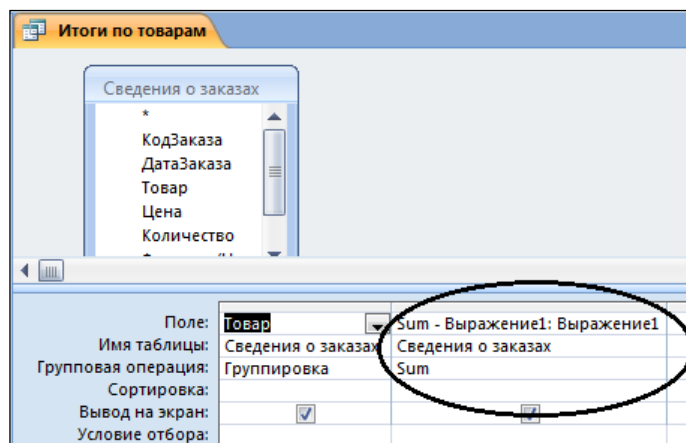 Итоги по товарам
Сведения о заказах
*
КодЗаказа
ДатаЗаказа
Товар
Цена
Количество
Поле: Товар Sum - Выражение1: Выражение1
Имя таблицы: Сведения о заказах Сведения о заказах
Групповая операция: Группировка Sum
Сортировка:
Вывод на экран:
Условие отбора: